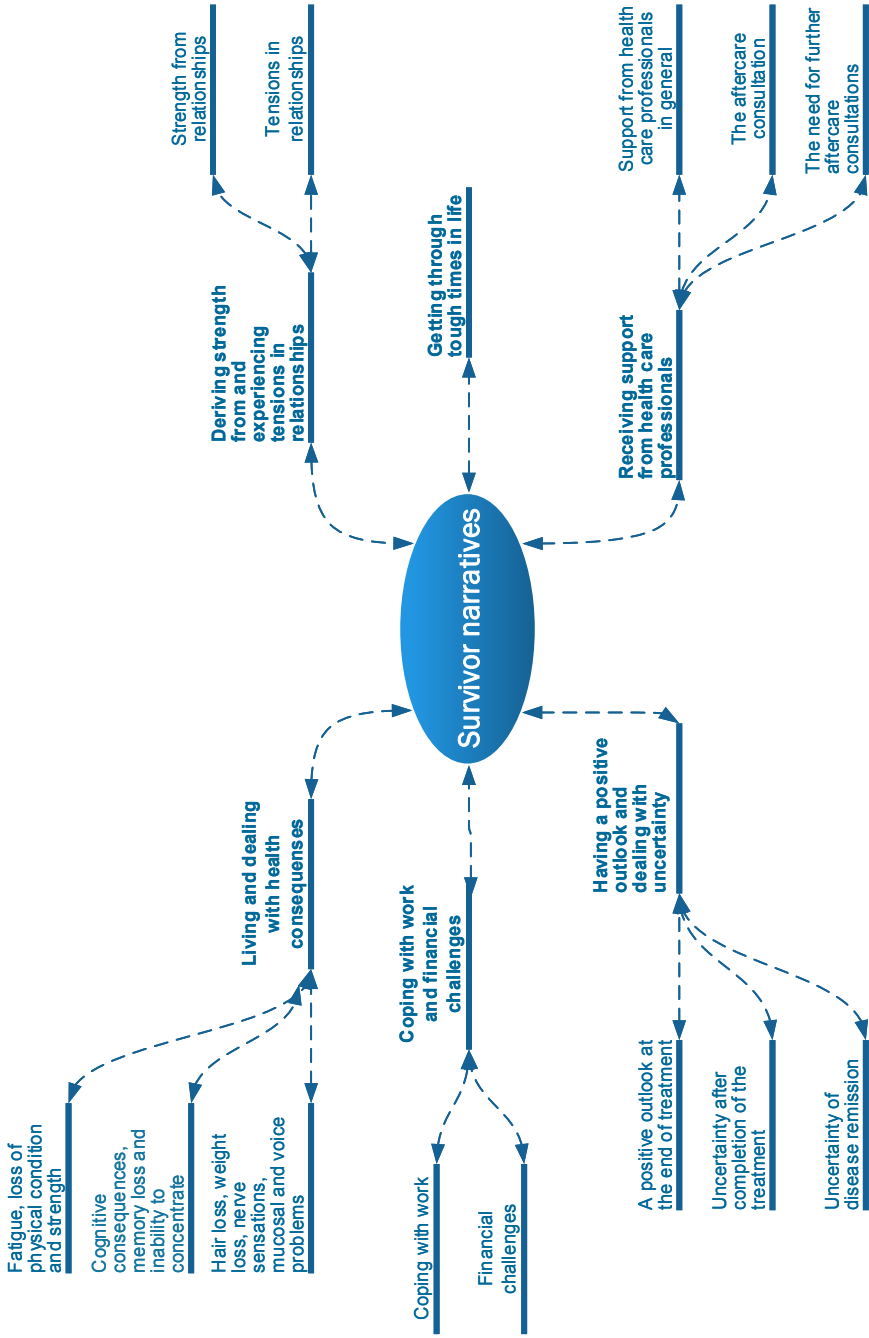 Fatigue, loss of
physical condition
and strength
Cognitive
consequences,
memory loss and
inability to
concentrate
Hair loss, weight
loss, nerve
sensations,
mucosal and voice
problems
Living and dealing
with health
consequenses
Coping with work
Financial
challenges
Coping with work
and financial
challenges
A positive outlook at
the end of treatment
Uncertainty after
completion of the
treatment
Uncertainty of
disease remission
Having a positive
outlook and
dealing with
uncertainty
Survivor narratives
Deriving strength
from and
experiencing
tensions in
relationships
Strength from
relationships
Tensions in
relationships
Getting through
tough times in life
Receiving support
from health care
professionals
Support from health
care professionals
in general
The aftercare
consultation
The need for further
aftercare
consultations